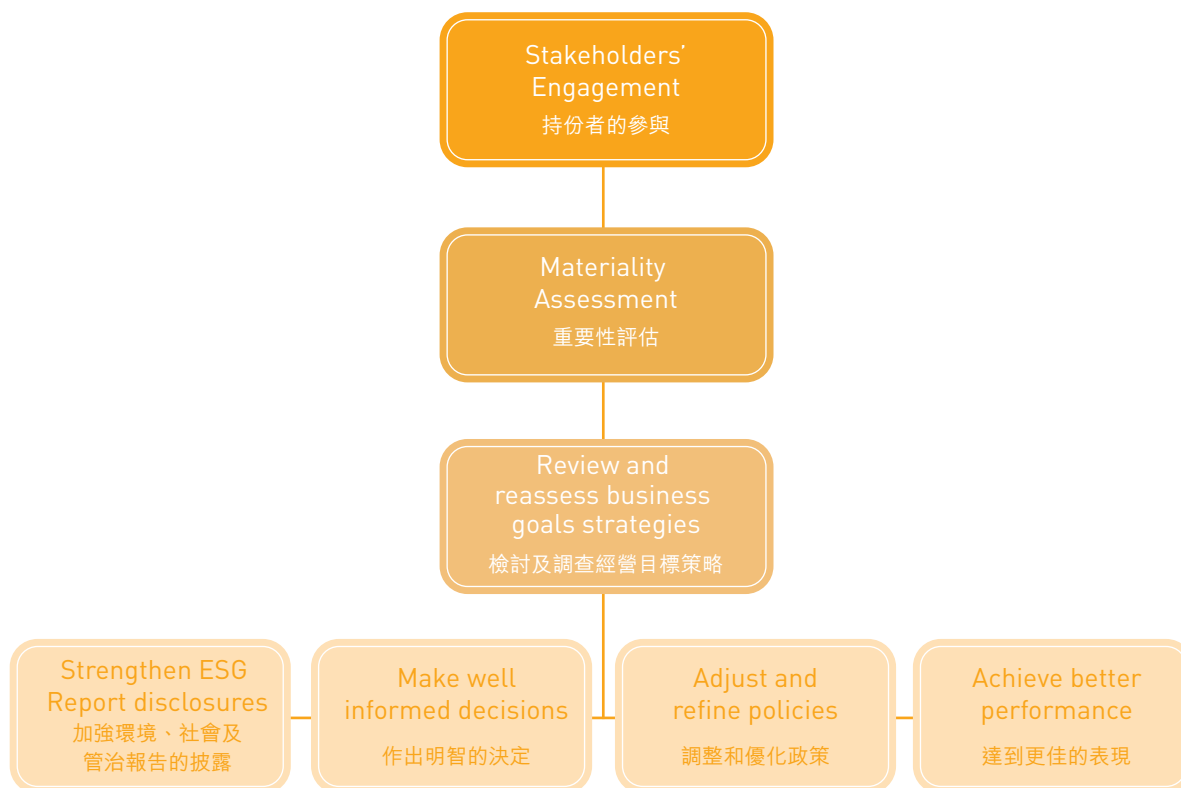 Stakeholders’
Engagement
持份者的參與
Materiality
Assessment
重要性評估
Review and
reassess business
goals strategies
檢討及調查經營目標策略
Strengthen ESG
Report disclosures
加強環境、社會及
管治報告的披露
Make well
informed decisions
作出明智的決定
Adjust and
refine policies
調整和優化政策
Achieve better
performance
達到更佳的表現